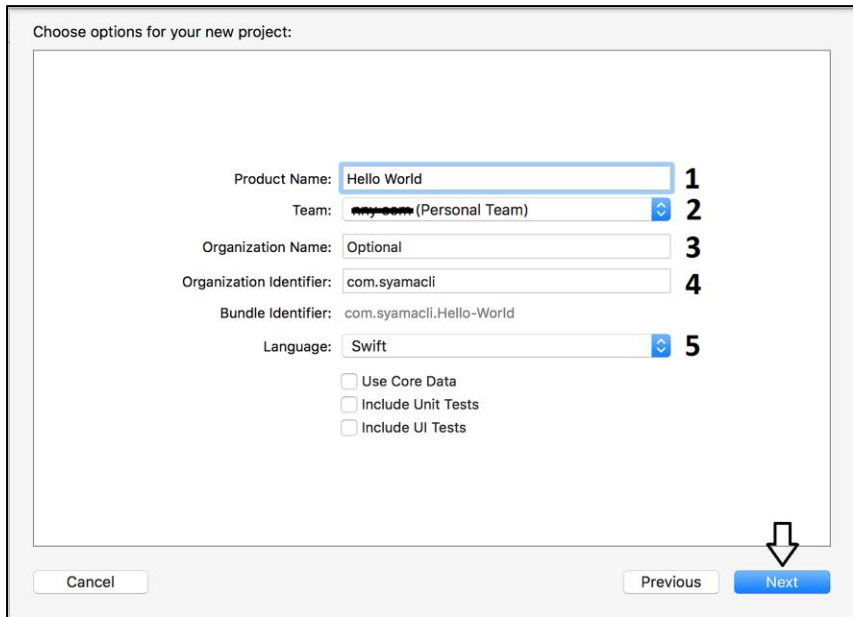 Choose options for your new project:
Product Name: Hello World 1
Team: (Personal Team) 2
Organization Name: Optional 3
Organization Identifier: com.syamacli 4
Bundle Identifier: com.syamacli.Hello-World
Language: Swift 5
Use Core Data
Include Unit Tests
Include UI Tests
Cancel Previous Next